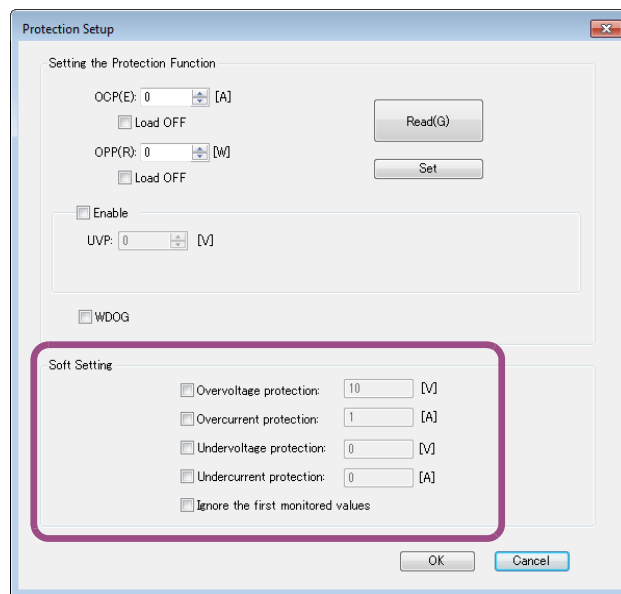 Protection Setup
Setting the Protection Function
OCP(E): 0 [A]
Load OFF
Read(G)
OPP(R): 0 [W]
Load OFF
Set
Enable
UVP: 0 [V]
WDOG
Soft Setting
Overvoltage protection: 10 [V]
Overcurrent protection: 1 [A]
Undervoltage protection: 0 [V]
Undercurrent protection: 0 [A]
Ignore the first monitored values
OK Cancel